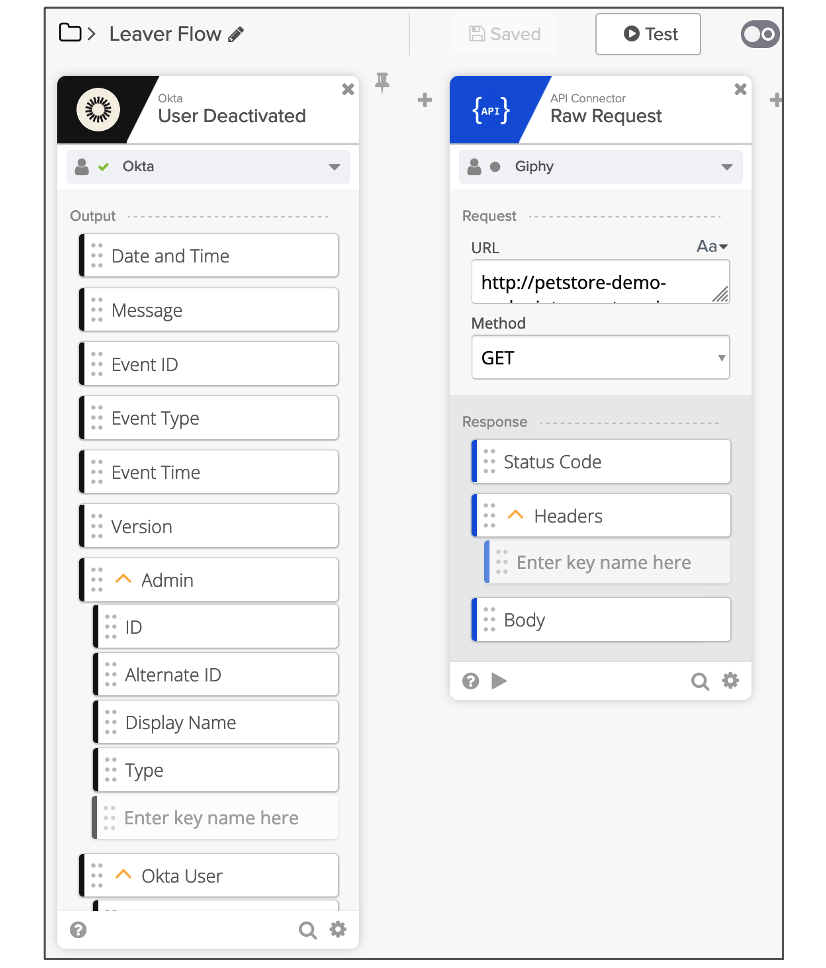 Leaver Flow
Saved
Test
Okta
User Deactivated
Okta
Output
Date and Time
Message
Event ID
Event Type
Event Time
Version
Admin
ID
Alternate ID
Display Name
Type
Enter key name here
Okta User
{API}
API Connector
Raw Request
Giphy
Request
URL
Aa
http://petstore-demo-
Method
GET
Response
Status Code
Headers
Enter key name here
Body